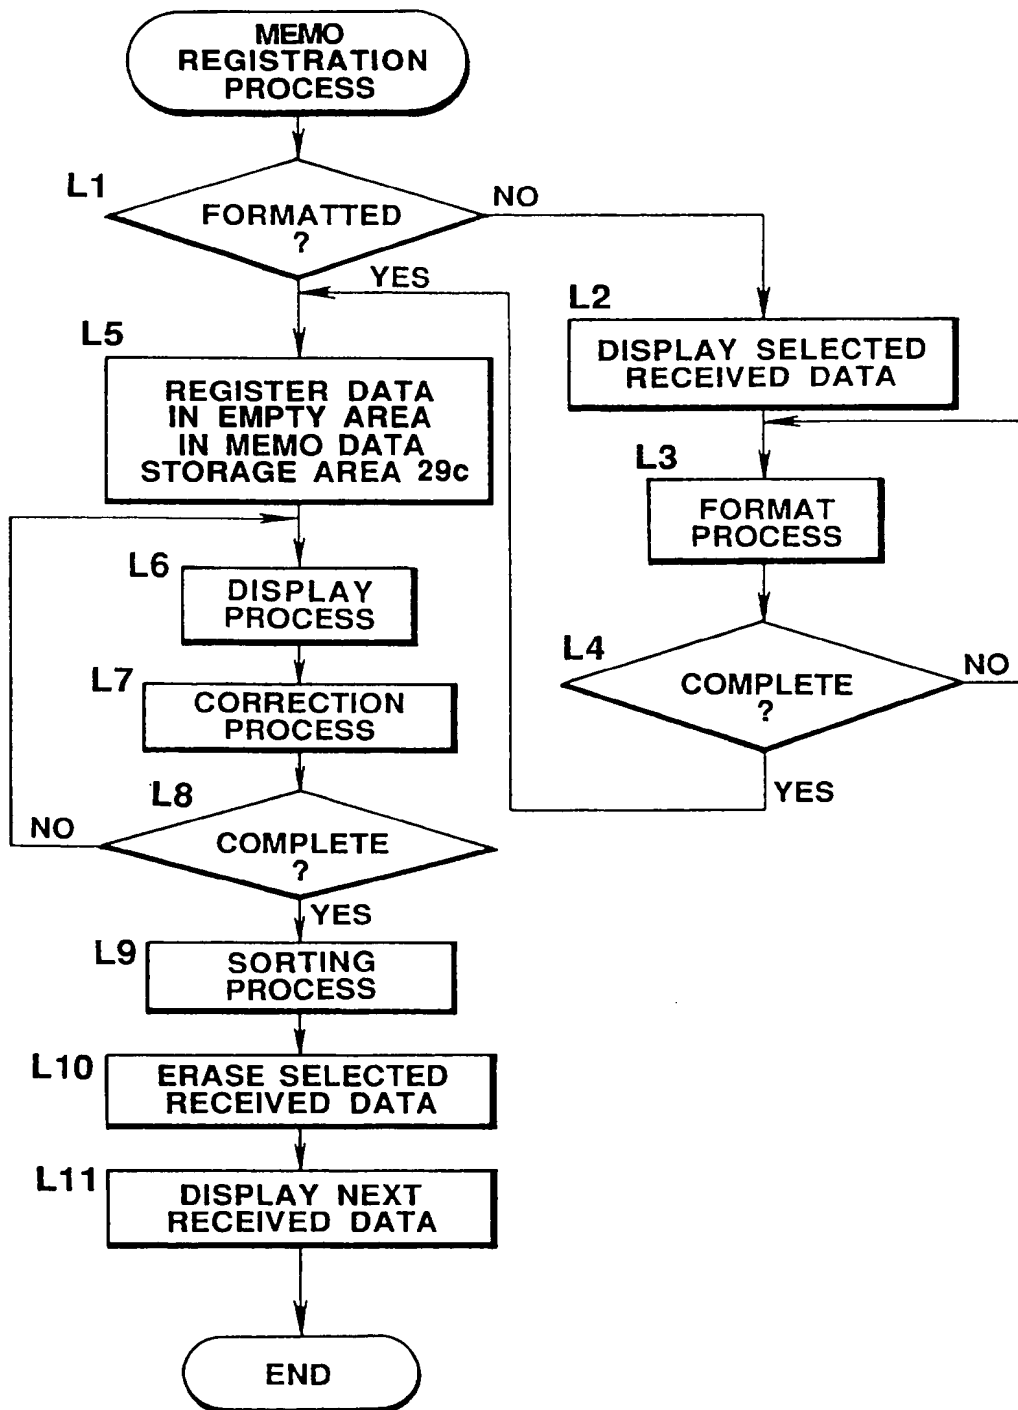 MEMO
REGISTRATION
PROCESS
L1
FORMATTED
?
NO
YES
L2
DISPLAY SELECTED
RECEIVED DATA
L3
FORMAT
PROCESS
L4
COMPLETE
?
NO
YES
L5
REGISTER DATA
IN EMPTY AREA
IN MEMO DATA
STORAGE AREA 29c
L6
DISPLAY
PROCESS
L7
CORRECTION
PROCESS
L8
COMPLETE
?
NO
YES
L9
SORTING
PROCESS
L10
ERASE SELECTED
RECEIVED DATA
L11
DISPLAY NEXT
RECEIVED DATA
END